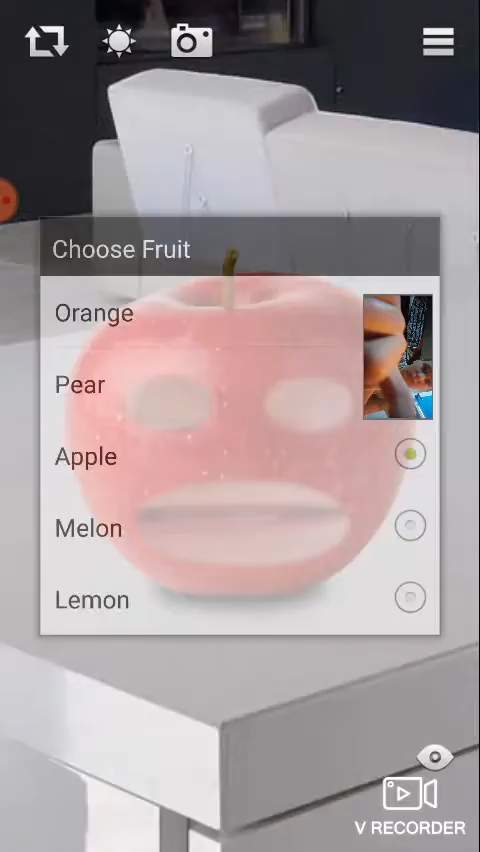 Choose Fruit
Orange
Pear
Apple
Melon
Lemon
V RECORDER